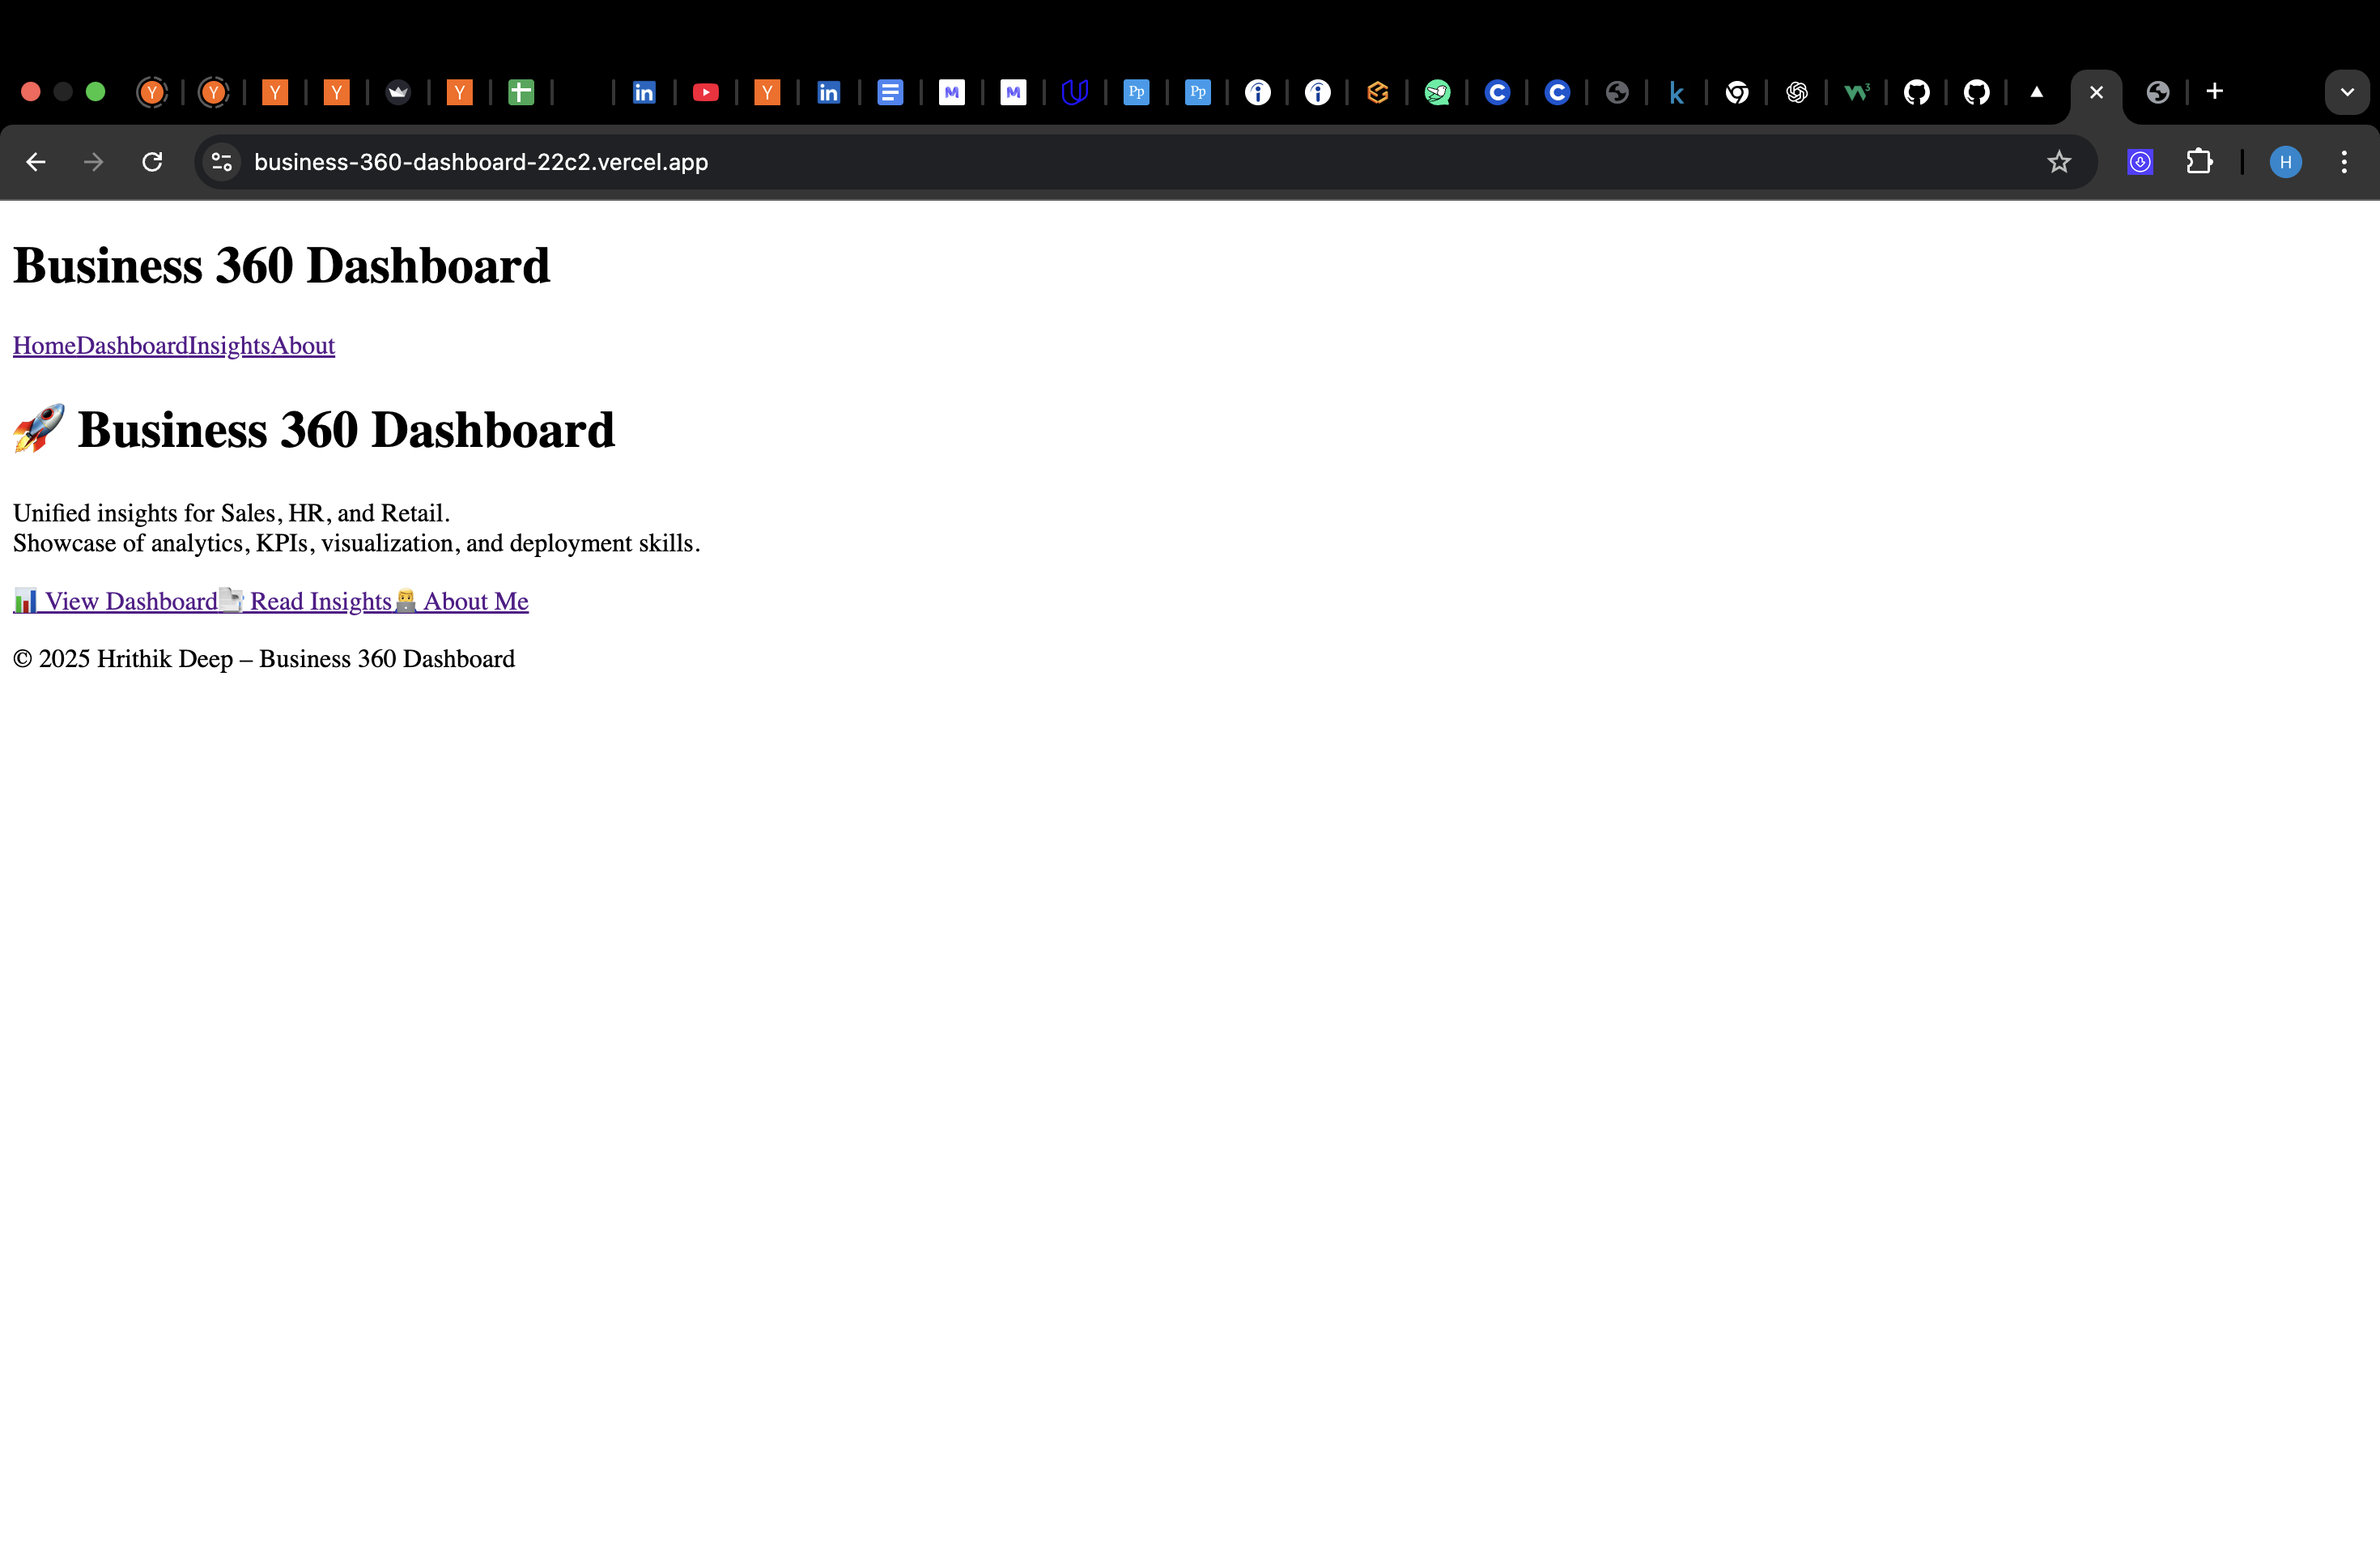 business-360-dashboard-22c2.vercel.app
H
Business 360 Dashboard
HomeDashboardInsightsAbout
🚀 Business 360 Dashboard
Unified insights for Sales, HR, and Retail.
Showcase of analytics, KPIs, visualization, and deployment skills.
📊 View Dashboard📑 Read Insights👨‍💻 About Me
© 2025 Hrithik Deep – Business 360 Dashboard